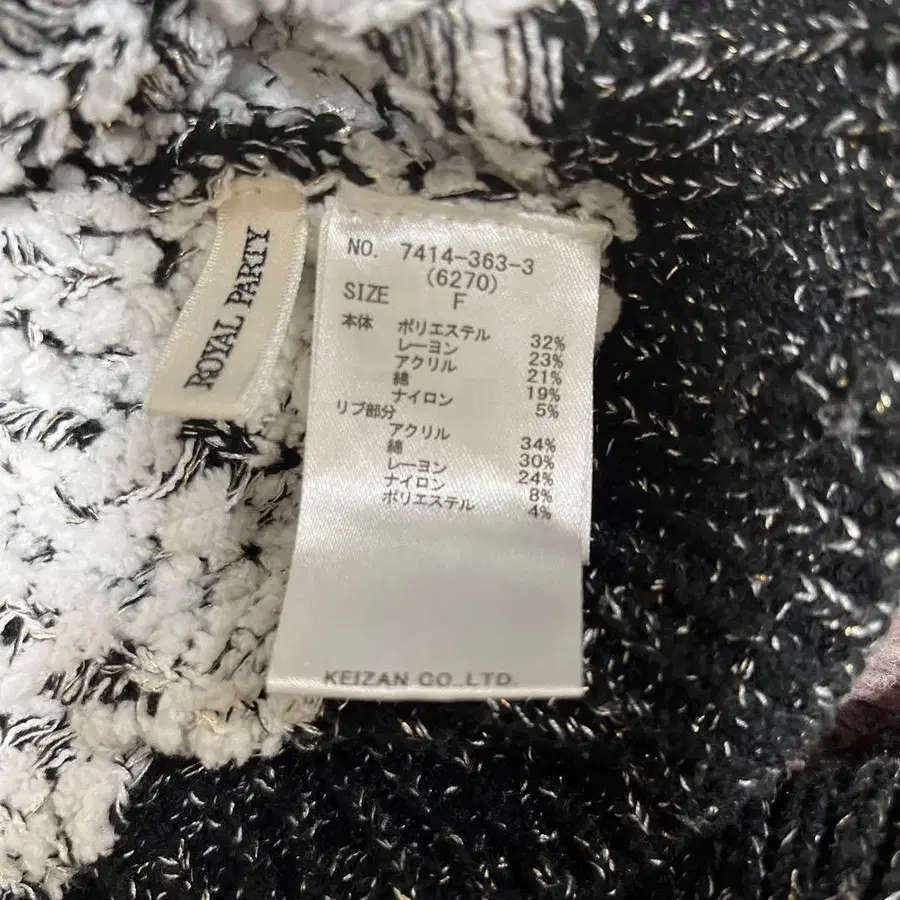 ROYAL PARTY
NO. 7414-363-3
(6270)
SIZE F
本体 ポリエステル 32%
レーヨン 23%
アクリル 21%
綿 19%
ナイロン 5%
リブ部分
アクリル 34%
綿 30%
レーヨン 24%
ナイロン 8%
ポリエステル 4%
KEIZAN CO.,LTD.